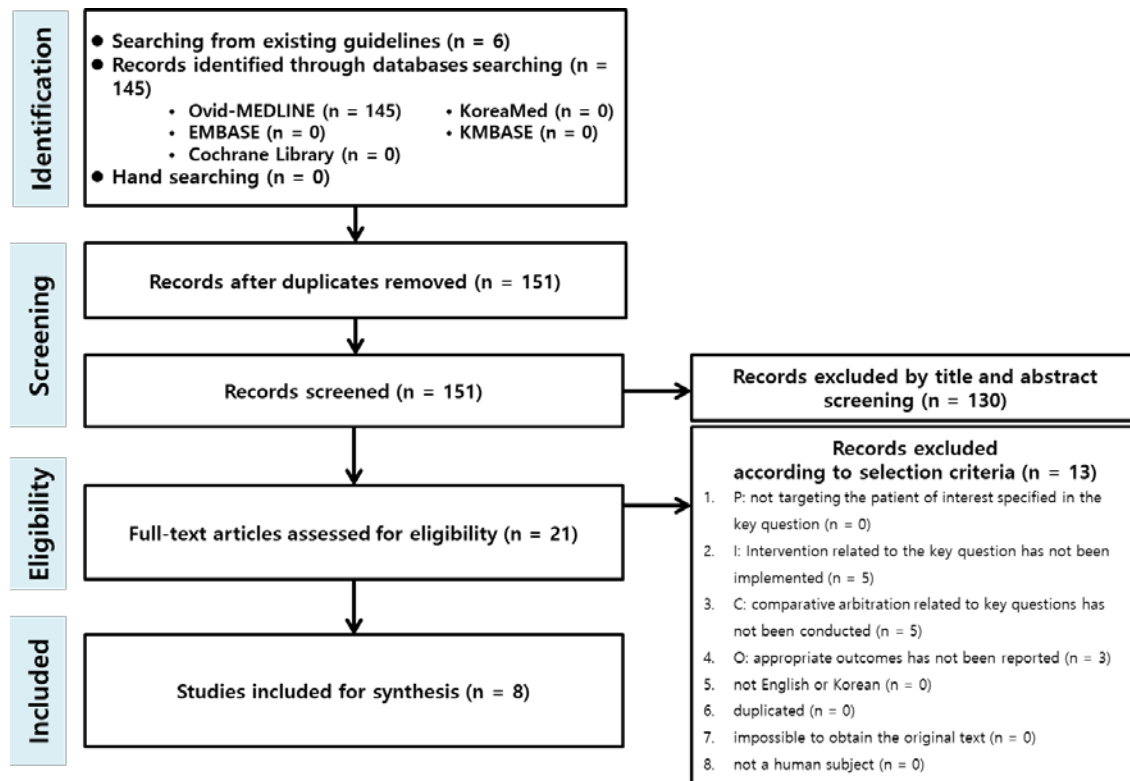 Identification
● Searching from existing guidelines (n = 6)
● Records identified through databases searching (n =
145)
• Ovid-MEDLINE (n = 145)
• KoreaMed (n = 0)
• EMBASE (n = 0)
• KMBASE (n = 0)
• Cochrane Library (n = 0)
● Hand searching (n = 0)
Screening
Records after duplicates removed (n = 151)
Records screened (n = 151)
Records excluded by title and abstract
screening (n = 130)
Eligibility
Full-text articles assessed for eligibility (n = 21)
Records excluded
according to selection criteria (n = 13)
1. P: not targeting the patient of interest specified in the
key question (n = 0)
2. I: Intervention related to the key question has not been
implemented (n = 5)
3. C: comparative arbitration related to key questions has
not been conducted (n = 5)
4. O: appropriate outcomes has not been reported (n = 3)
5. not English or Korean (n = 0)
6. duplicated (n = 0)
7. impossible to obtain the original text (n = 0)
8. not a human subject (n = 0)
Included
Studies included for synthesis (n = 8)